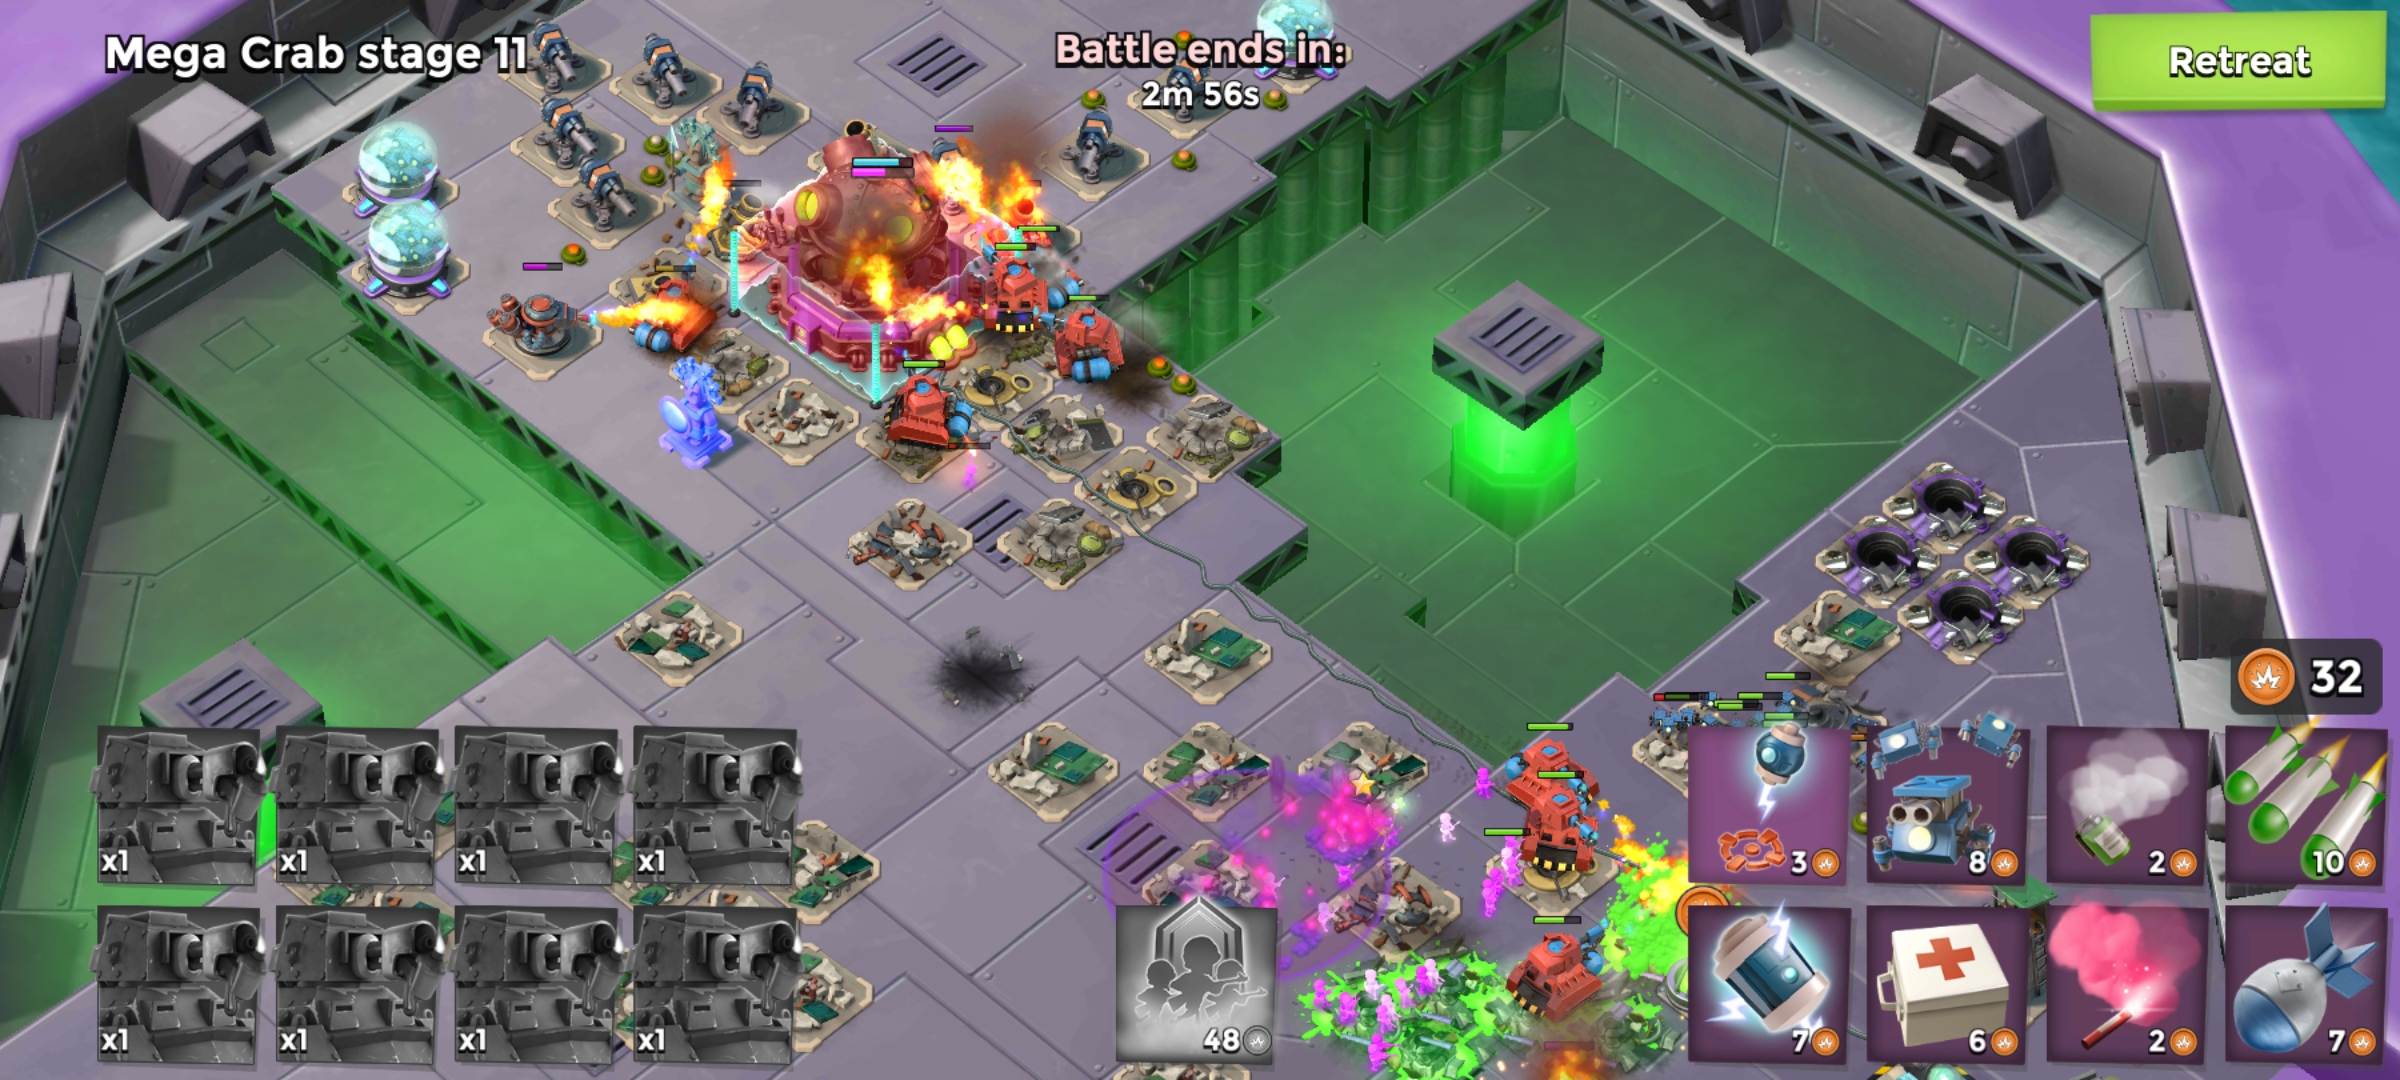 Mega Crab stage 11
Battle ends in:
2m 56s
Retreat
32
x1
x1
x1
x1
3
8
2
10
x1
x1
x1
x1
48
7
6
2
7